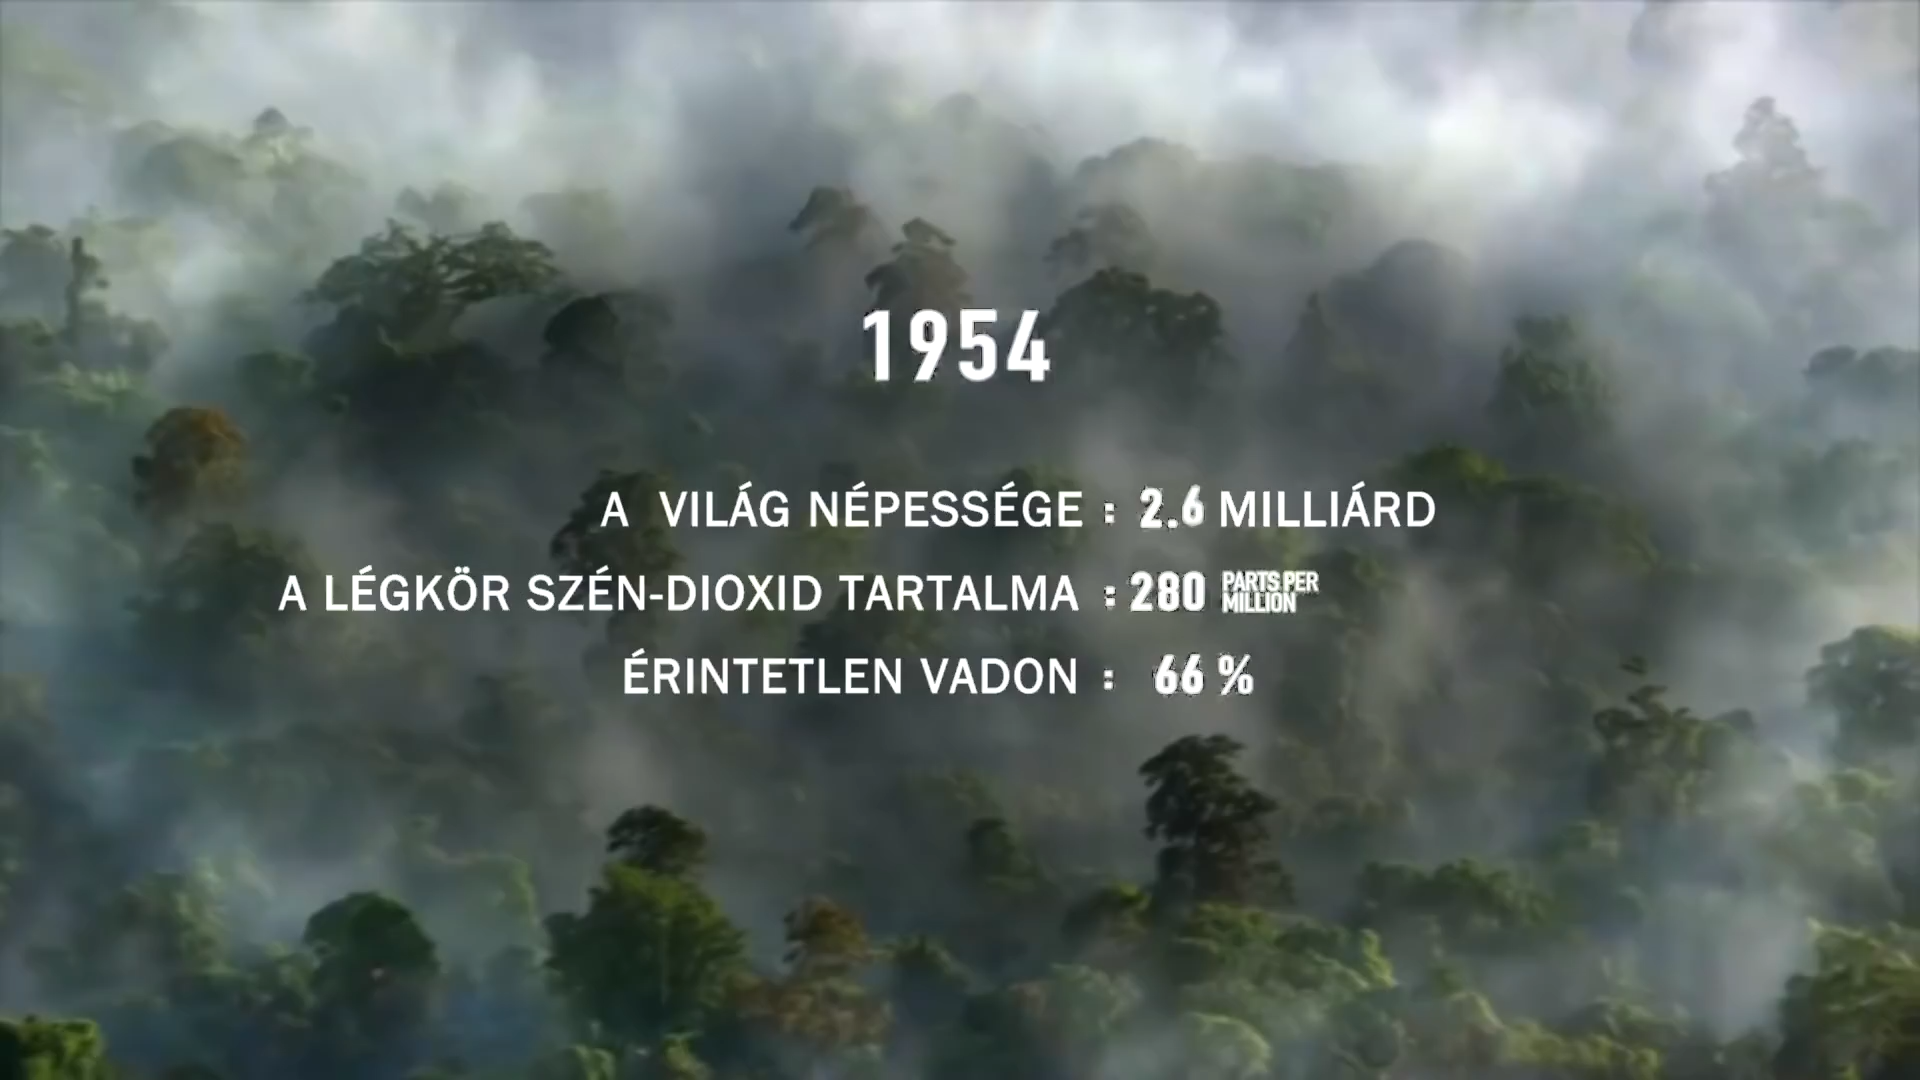 1954
A VILÁG NÉPESSÉGE : 2.6 MILLIÁRD
A LÉGKÖR SZÉN-DIOXID TARTALMA : 280 PARTS PER MILLION
ÉRINTETLEN VADON : 66 %